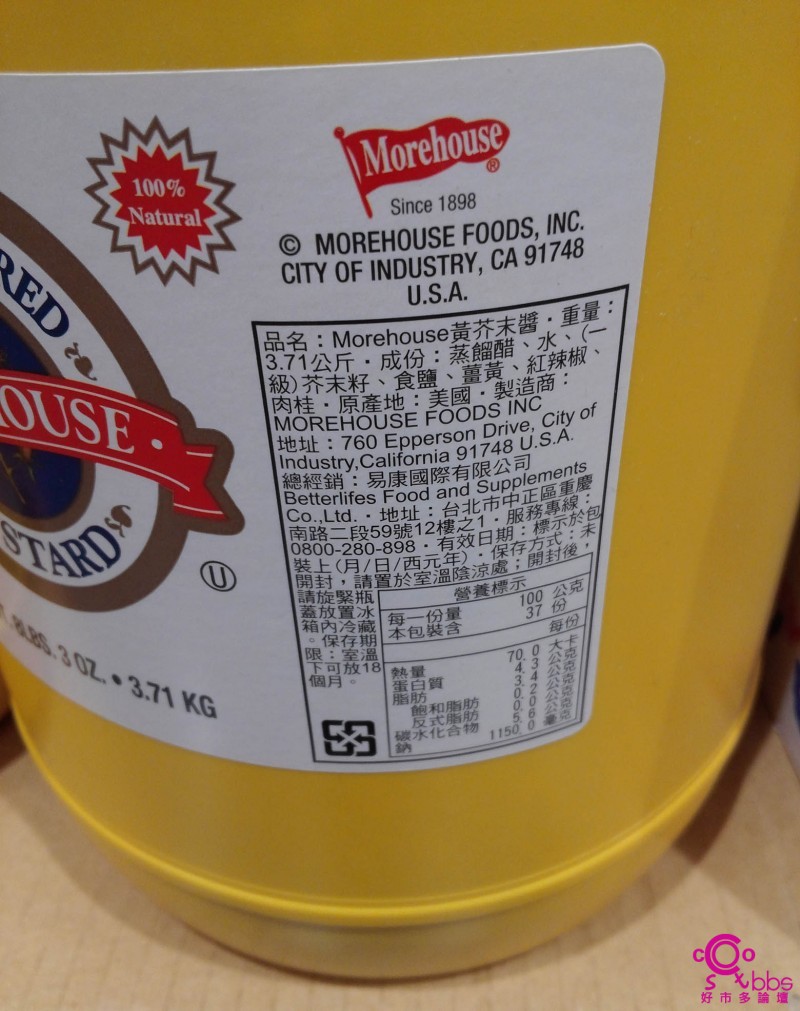 100%
Natural
Morehouse®
Since 1898
© MOREHOUSE FOODS, INC.
CITY OF INDUSTRY, CA 91748
U.S.A.
RED
OUSE
STARD
8LBS. 3 OZ. • 3.71 KG
U
品名：Morehouse黃芥末醬・重量：
3.71公斤・成份：蒸餾醋、水、(一
級)芥末籽、食鹽、薑黃、紅辣椒、
肉桂・原產地：美國・製造商：
MOREHOUSE FOODS INC
地址：760 Epperson Drive, City of
Industry,California 91748 U.S.A.
總經銷：易康國際有限公司
Betterlifes Food and Supplements
Co.,Ltd.・地址：台北市中正區重慶
南路二段59號12樓之1・服務專線：
0800-280-898・有效日期：標示於包
裝上(月/日/西元年)・保存方式：未
開封，請置於室溫陰涼處；開封後，
請旋緊瓶
蓋放置冰
箱內冷藏
。保存期
限：室溫
下可放18
個月。
營養標示
每一份量 100 公克
本包裝含 37 份
每份
熱量 70.0 大卡
蛋白質 4.3 公克
脂肪 3.4 公克
飽和脂肪 0.2 公克
反式脂肪 0.0 公克
碳水化合物 5.6 公克
鈉 1150.0 毫克
Costco bbs
好市多論壇